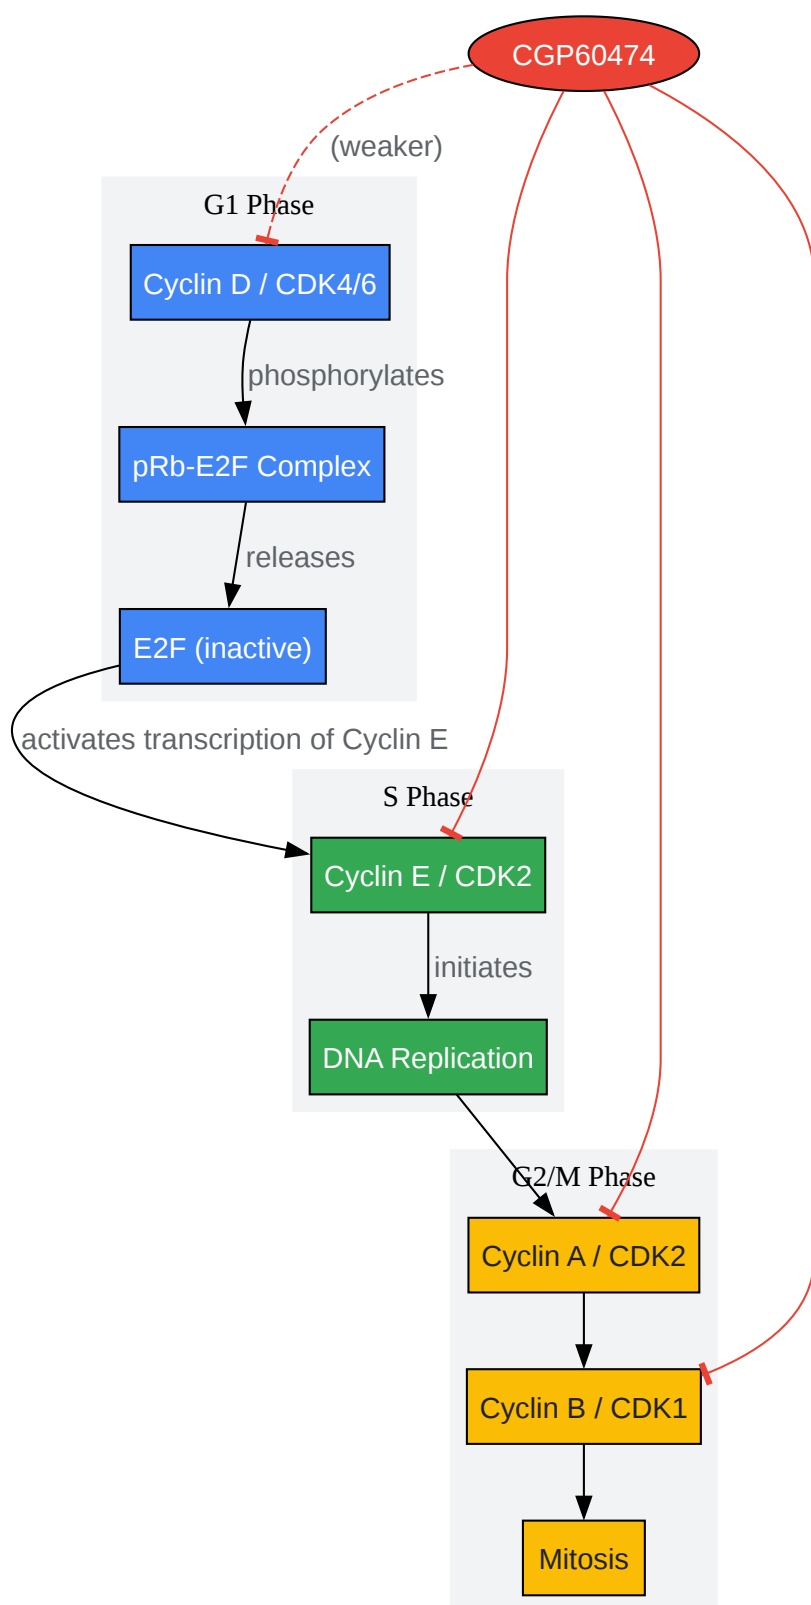 CGP60474
(weaker)
G1 Phase
Cyclin D / CDK4/6
phosphorylates
pRb-E2F Complex
releases
E2F (inactive)
activates transcription of Cyclin E
S Phase
Cyclin E / CDK2
initiates
DNA Replication
G2/M Phase
Cyclin A / CDK2
Cyclin B / CDK1
Mitosis